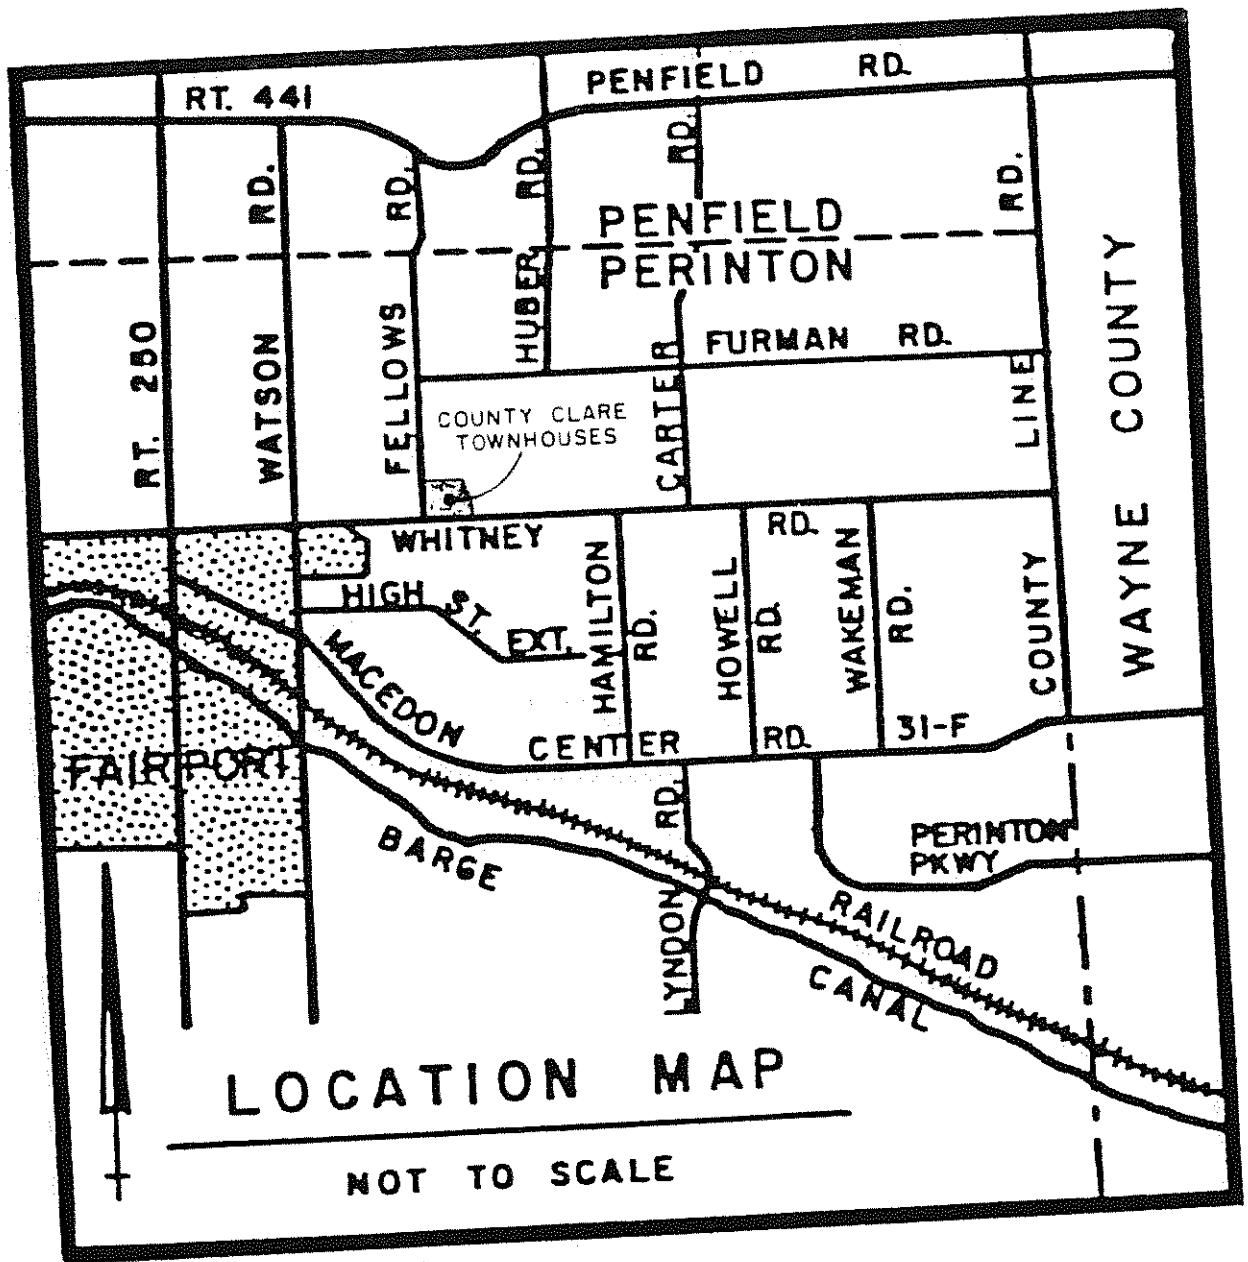 RT. 441
PENFIELD RD.
WATSON RD.
FELLOWS RD.
HUBER RD.
CARTER RD.
LINE RD.
PENFIELD
PERINTON
RT. 250
FURMAN RD.
COUNTY CLARE
TOWNHOUSES
WAYNE COUNTY
WHITNEY RD.
HIGH ST. EXT.
HAMILTON RD.
HOWELL RD.
WAKEMAN RD.
COUNTY
MACEDON CENTER RD. 31-F
FAIRPORT
BARGE CANAL
LYNDON RD.
PERINTON
PKWY
RAILROAD
LOCATION MAP
NOT TO SCALE